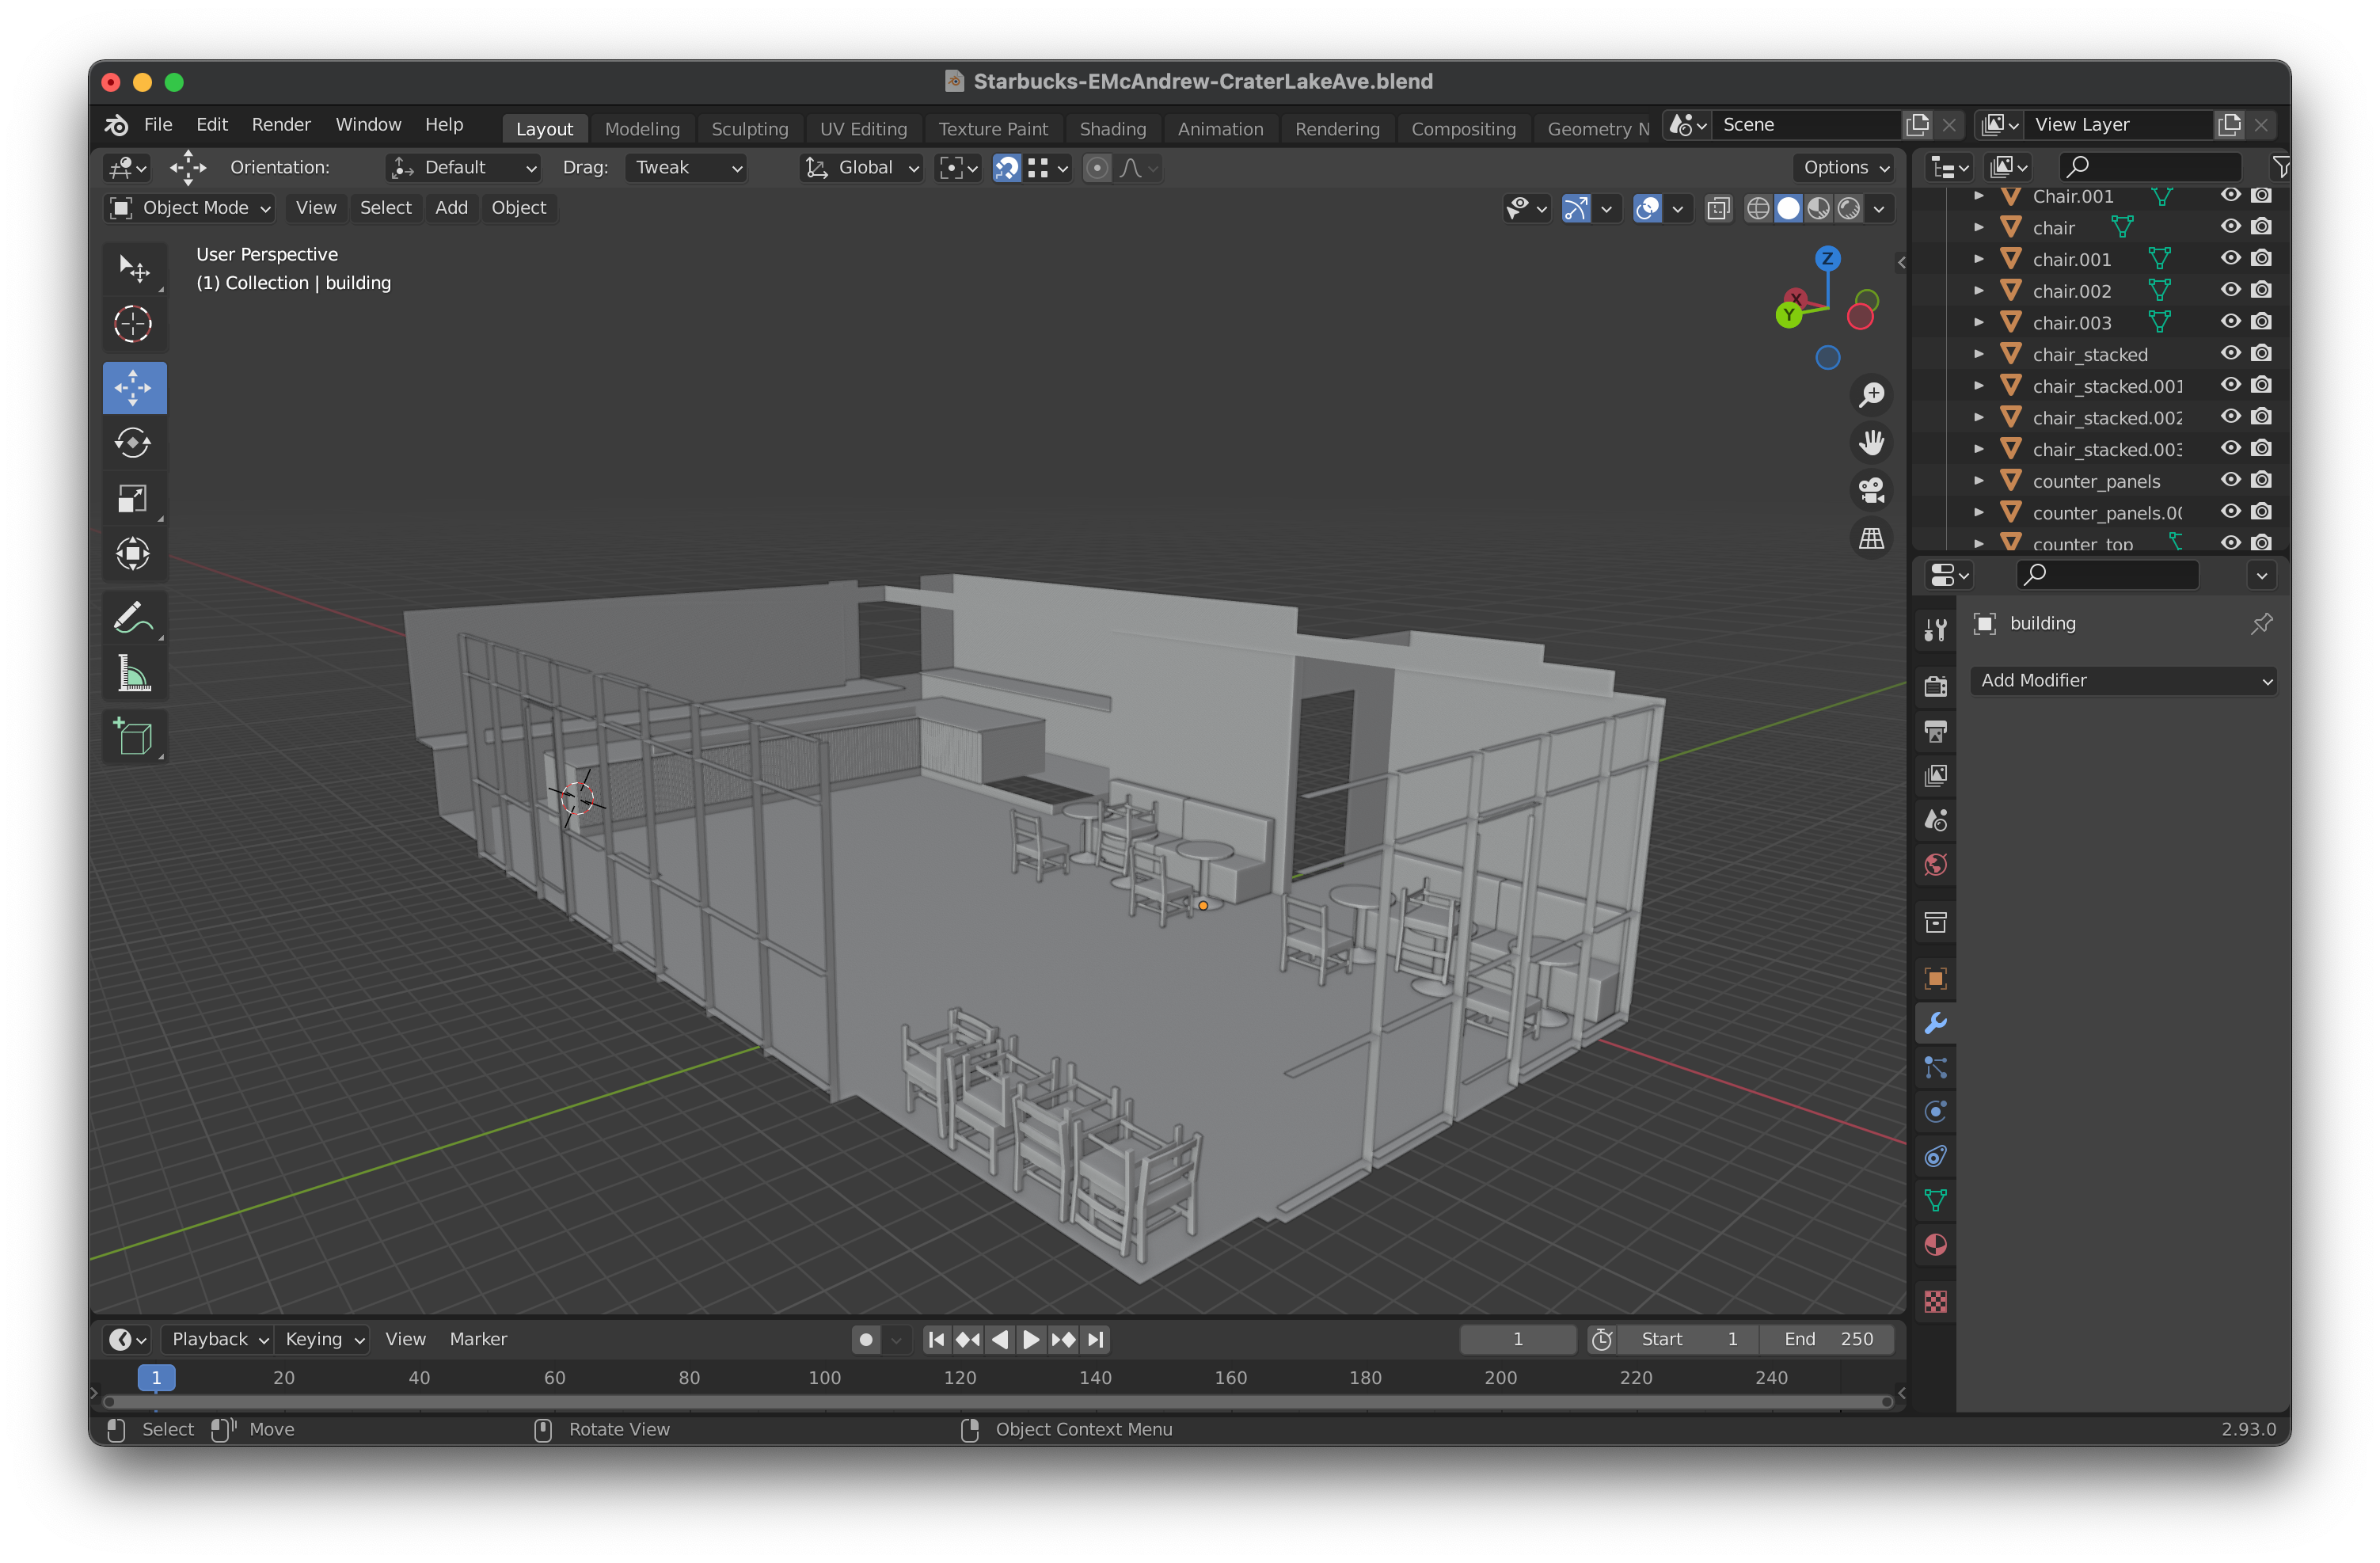 Starbucks-EMcAndrew-CraterLakeAve.blend
File Edit Render Window Help Layout Modeling Sculpting UV Editing Texture Paint Shading Animation Rendering Compositing Geometry N Scene View Layer
Orientation: Default Drag: Tweak Global Options
Object Mode View Select Add Object
User Perspective
(1) Collection | building
Z
X
Y
Chair.001
chair
chair.001
chair.002
chair.003
chair_stacked
chair_stacked.001
chair_stacked.002
chair_stacked.003
counter_panels
counter_panels.00
counter_top
building
Add Modifier
Playback Keying View Marker 1 Start 1 End 250
1 20 40 60 80 100 120 140 160 180 200 220 240
Select Move Rotate View Object Context Menu 2.93.0